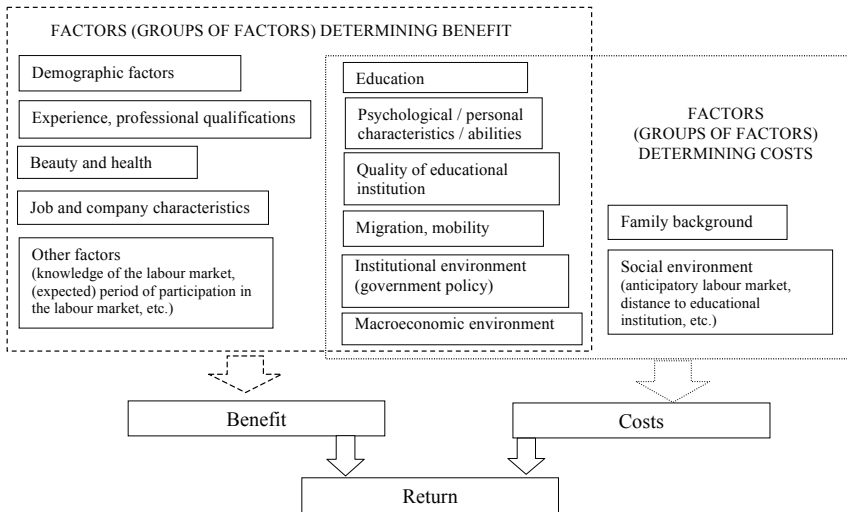 FACTORS (GROUPS OF FACTORS) DETERMINING BENEFIT
Demographic factors
Experience, professional qualifications
Beauty and health
Job and company characteristics
Other factors
(knowledge of the labour market,
(expected) period of participation in
the labour market, etc.)
Education
Psychological / personal
characteristics / abilities
Quality of educational
institution
Migration, mobility
Institutional environment
(government policy)
Macroeconomic environment
FACTORS
(GROUPS OF FACTORS)
DETERMINING COSTS
Family background
Social environment
(anticipatory labour market,
distance to educational
institution, etc.)
Benefit
Costs
Return